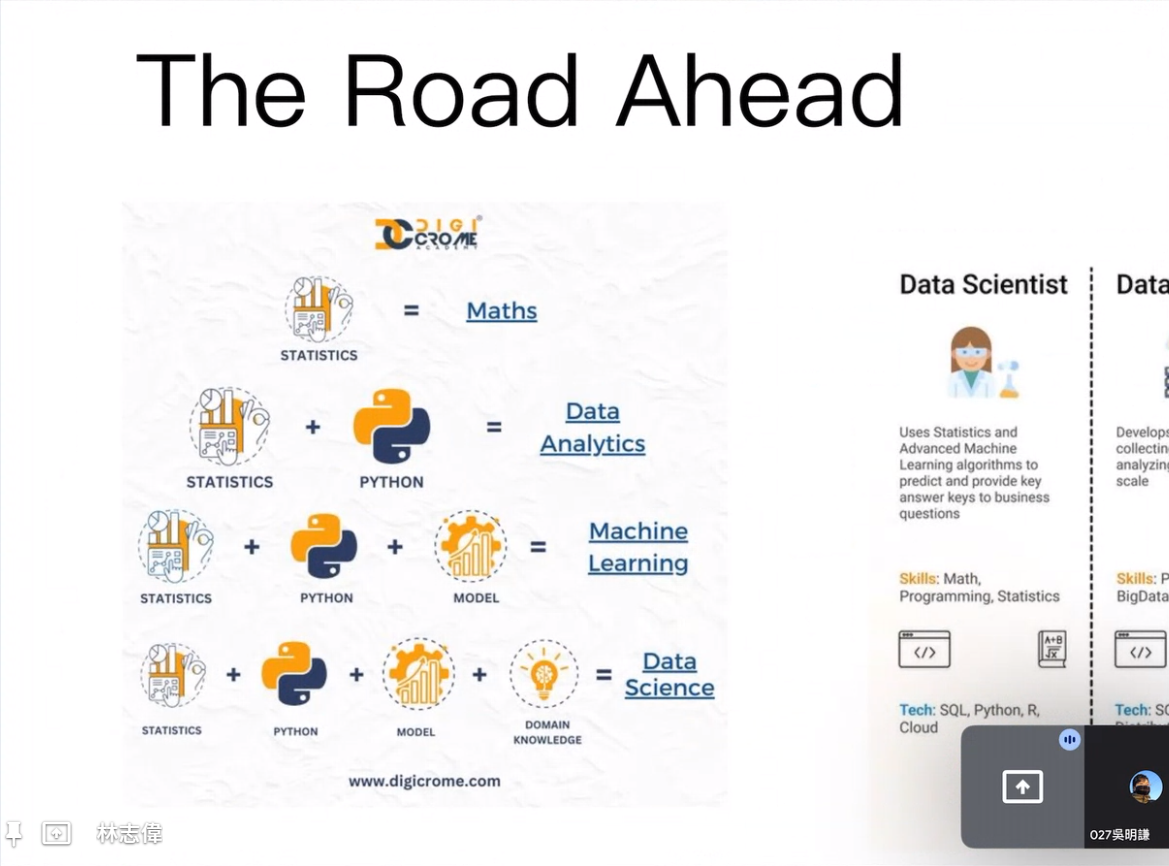 The Road Ahead
DIGI
CROME
ACADEMY
STATISTICS
=
Maths
STATISTICS
+
PYTHON
=
Data
Analytics
STATISTICS
+
PYTHON
+
MODEL
=
Machine
Learning
STATISTICS
+
PYTHON
+
MODEL
+
DOMAIN
KNOWLEDGE
=
Data
Science
www.digicrome.com
Data Scientist
Uses Statistics and
Advanced Machine
Learning algorithms to
predict and provide key
answer keys to business
questions
Skills: Math,
Programming, Statistics
</>
A+B
√x
Tech: SQL, Python, R,
Cloud
Data
Develops
collectin
analyzing
scale
Skills: P
BigData
</>
Tech: SQ
林志偉
027吳明謙